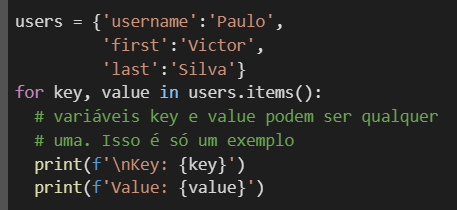 users = {'username':'Paulo',
         'first':'Victor',
         'last':'Silva'}
for key, value in users.items():
  # variáveis key e value podem ser qualquer
  # uma. Isso é só um exemplo
  print(f'\nKey: {key}')
  print(f'Value: {value}')